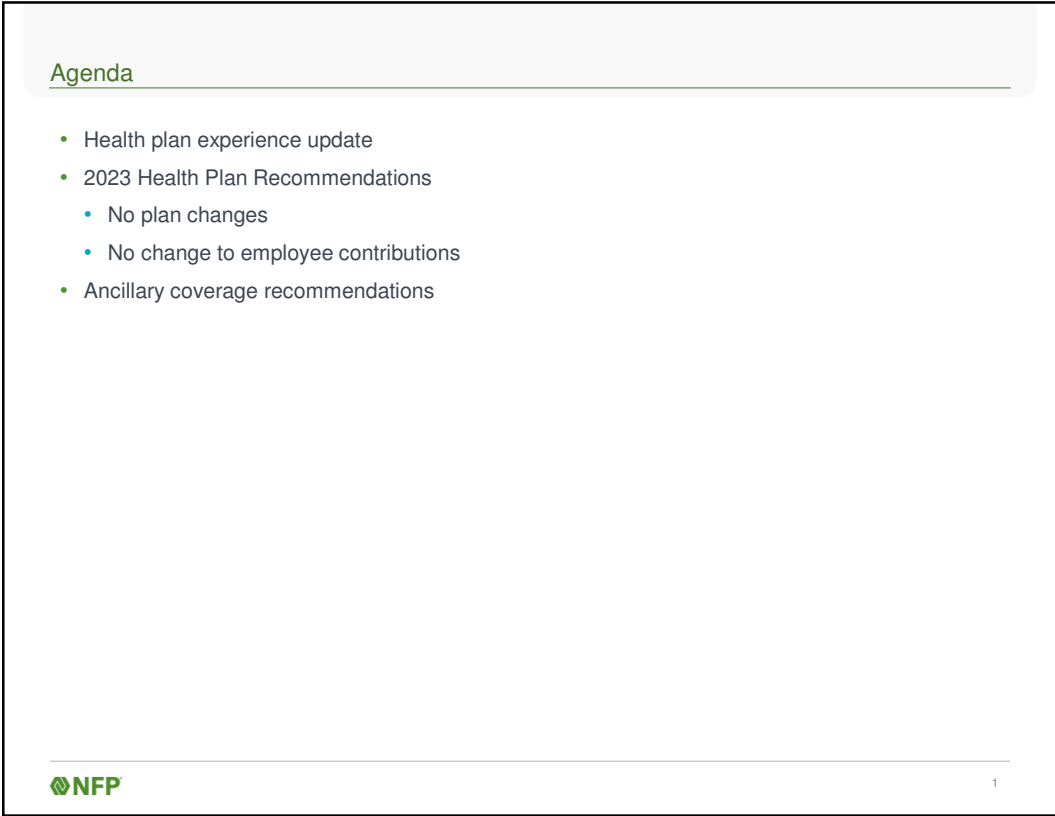 Agenda
• Health plan experience update
• 2023 Health Plan Recommendations
• No plan changes
• No change to employee contributions
• Ancillary coverage recommendations
NFP
1